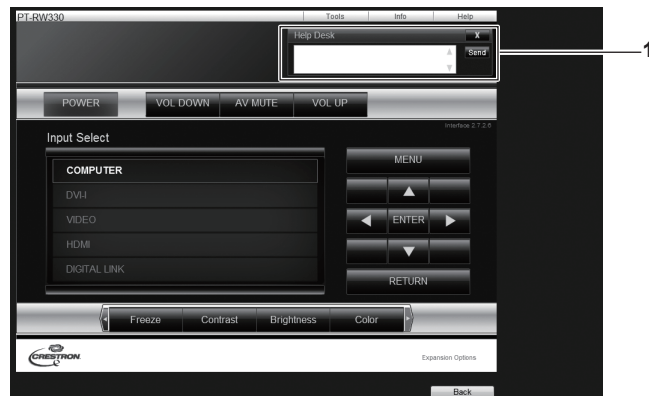 PT-RW330
Tools Info Help
Help Desk X
Send
1
POWER VOL DOWN AV MUTE VOL UP
Interface 2.7.2.6
Input Select
COMPUTER
DVI-I
VIDEO
HDMI
DIGITAL LINK
MENU
ENTER
RETURN
Freeze Contrast Brightness Color
CRESTRON
Expansion Options
Back